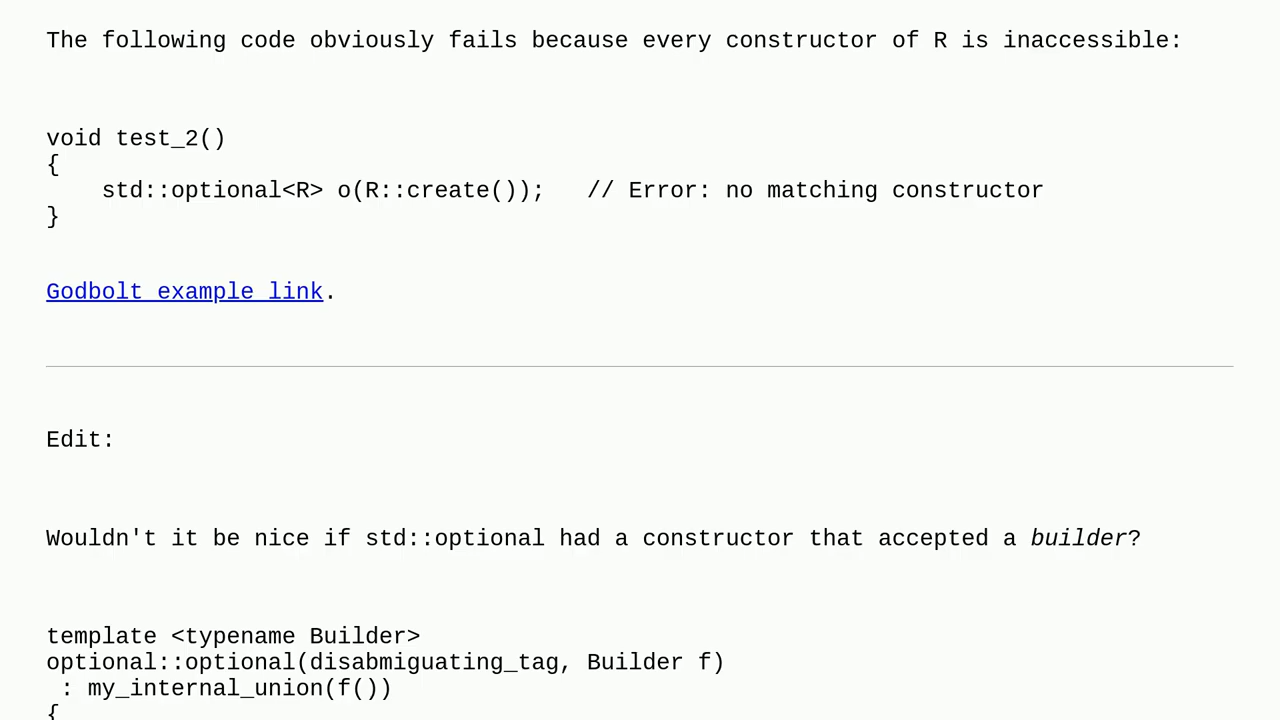 The following code obviously fails because every constructor of R is inaccessible:
void test_2()
{
    std::optional<R> o(R::create());   // Error: no matching constructor
}
Godbolt example link.
Edit:
Wouldn't it be nice if std::optional had a constructor that accepted a builder?
template <typename Builder>
optional::optional(disabmiguating_tag, Builder f)
 : my_internal_union(f())
{